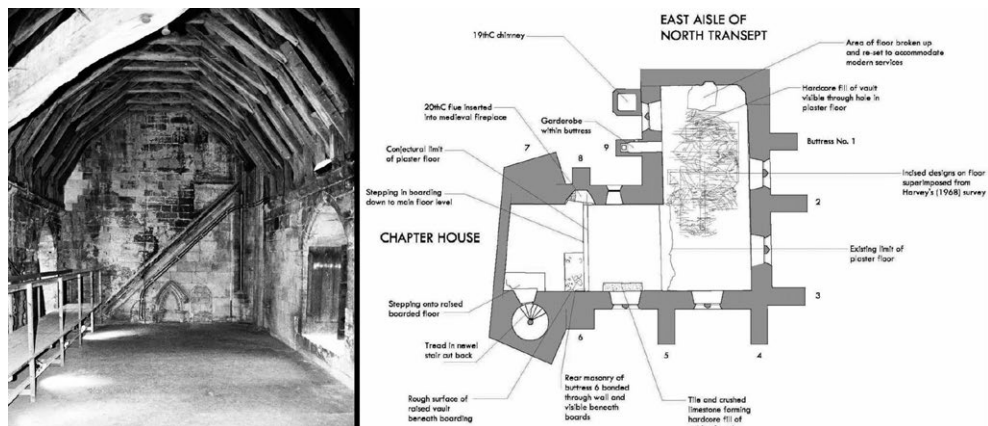 EAST AISLE OF
NORTH TRANSEPT
19thC chimney
Area of floor broken up
and re-set to accommodate
modern services
Hardcore fill of vault
visible through hole in
plaster floor
20thC flue inserted
into medieval fireplace
Garderobe
within buttress
9
Buttress No. 1
Conjectural limit
of plaster floor
7
8
Indised designs on floor
superimposed from
Harvey's (1968) survey
Stepping in boarding
down to main floor level
2
CHAPTER HOUSE
Existing limit of
plaster floor
Stepping onto raised
boarded floor
3
Tread in newel
stair cut back
6
5
4
Rough surface of
raised vault
beneath boarding
Rear masonry of
buttress 6 bonded
through wall and
visible beneath
boards
Tile and crushed
limestone forming
hardcore fill of